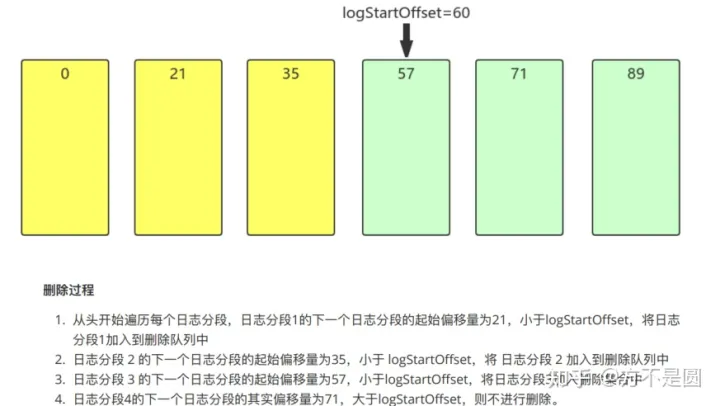 logStartOffset=60
0
21
35
57
71
89
删除过程
1. 从头开始遍历每个日志分段，日志分段1的下一个日志分段的起始偏移量为21，小于logStartOffset，将日志
分段1加入到删除队列中
2. 日志分段 2 的下一个日志分段的起始偏移量为35，小于 logStartOffset，将 日志分段 2 加入到删除队列中
3. 日志分段 3 的下一个日志分段的起始偏移量为57，小于logStartOffset，将日志分段3加入删除集合中
4. 日志分段4的下一个日志分段的其实偏移量为71，大于logStartOffset，则不进行删除。
知乎 @方不是圆